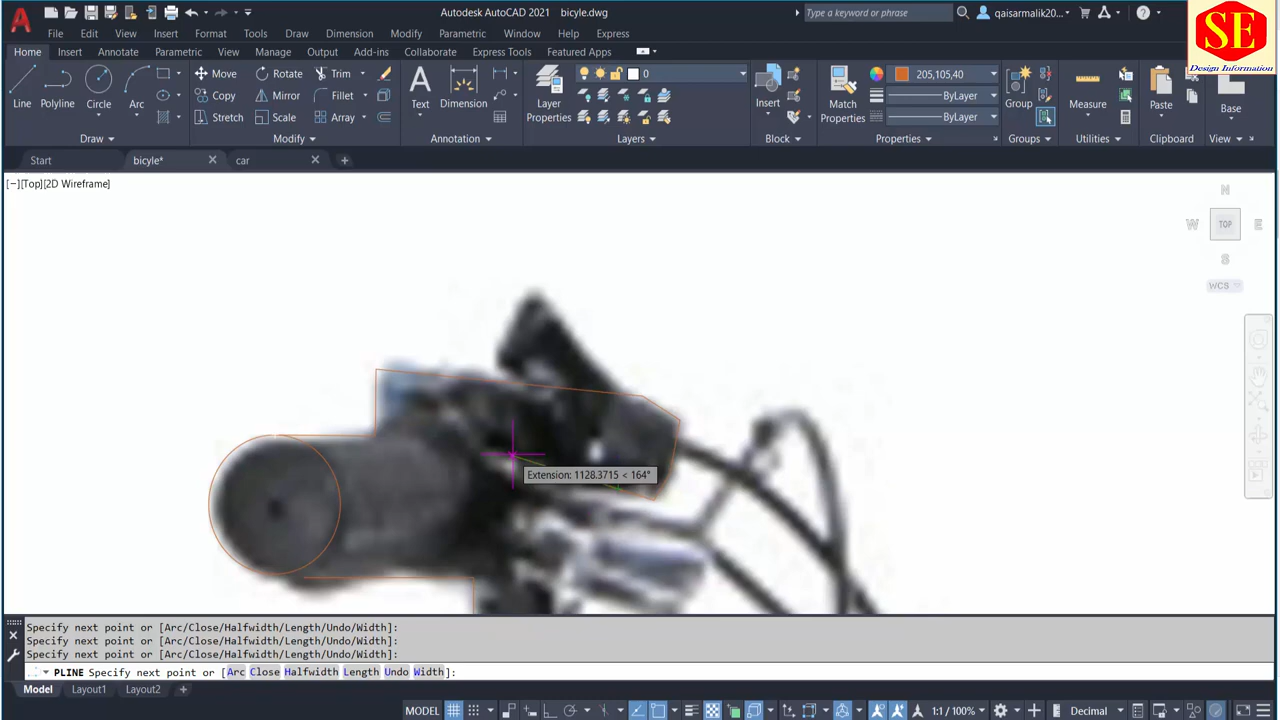 Autodesk AutoCAD 2021 bicyle.dwg
Type a keyword or phrase
qaisarmalik20...
SE
Design Information
File Edit View Insert Format Tools Draw Dimension Modify Parametric Window Help Express
Home Insert Annotate Parametric View Manage Output Add-ins Collaborate Express Tools Featured Apps
Line Polyline Circle Arc
Move Rotate Trim
Copy Mirror Fillet
Stretch Scale Array
Text Dimension
Layer Properties
0
Insert
Match Properties
205,105,40
ByLayer
ByLayer
Group
Measure
Paste
Base
Draw Modify Annotation Layers Block Properties Groups Utilities Clipboard View
Start bicyle* car
[−][Top][2D Wireframe]
N
W TOP E
S
WCS
Extension: 1128.3715 < 164°
Specify next point or [Arc/Close/Halfwidth/Length/Undo/Width]:
Specify next point or [Arc/Close/Halfwidth/Length/Undo/Width]:
Specify next point or [Arc/Close/Halfwidth/Length/Undo/Width]:
PLINE Specify next point or [Arc Close Halfwidth Length Undo Width]:
Model Layout1 Layout2
MODEL 1:1 / 100% Decimal